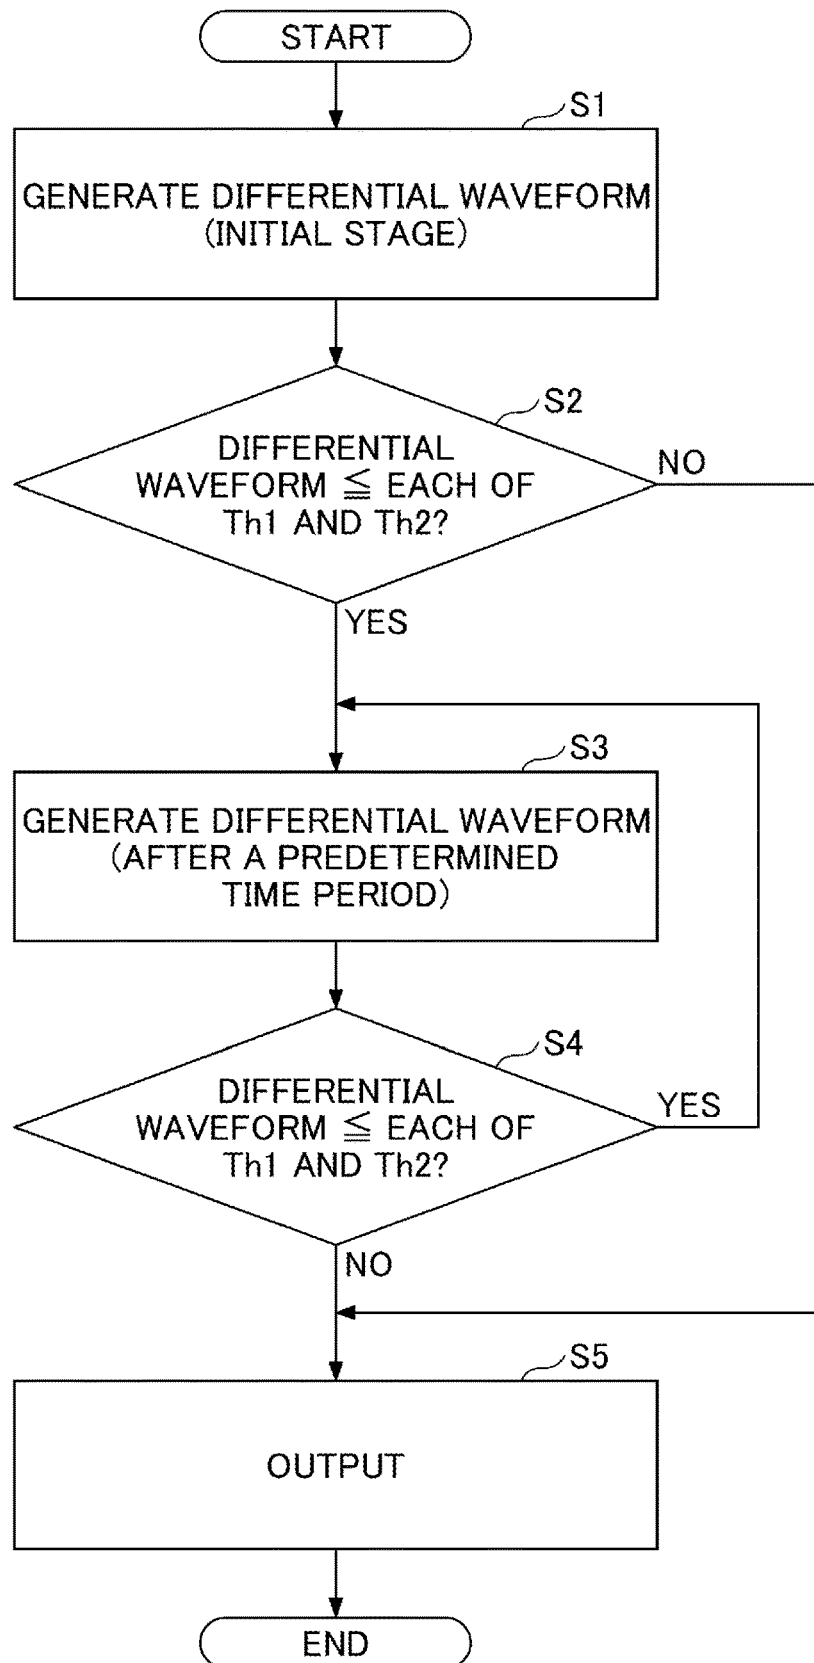 START
S1
GENERATE DIFFERENTIAL WAVEFORM
(INITIAL STAGE)
S2
DIFFERENTIAL
WAVEFORM ≦ EACH OF
Th1 AND Th2?
NO
YES
S3
GENERATE DIFFERENTIAL WAVEFORM
(AFTER A PREDETERMINED
TIME PERIOD)
S4
DIFFERENTIAL
WAVEFORM ≦ EACH OF
Th1 AND Th2?
YES
NO
S5
OUTPUT
END